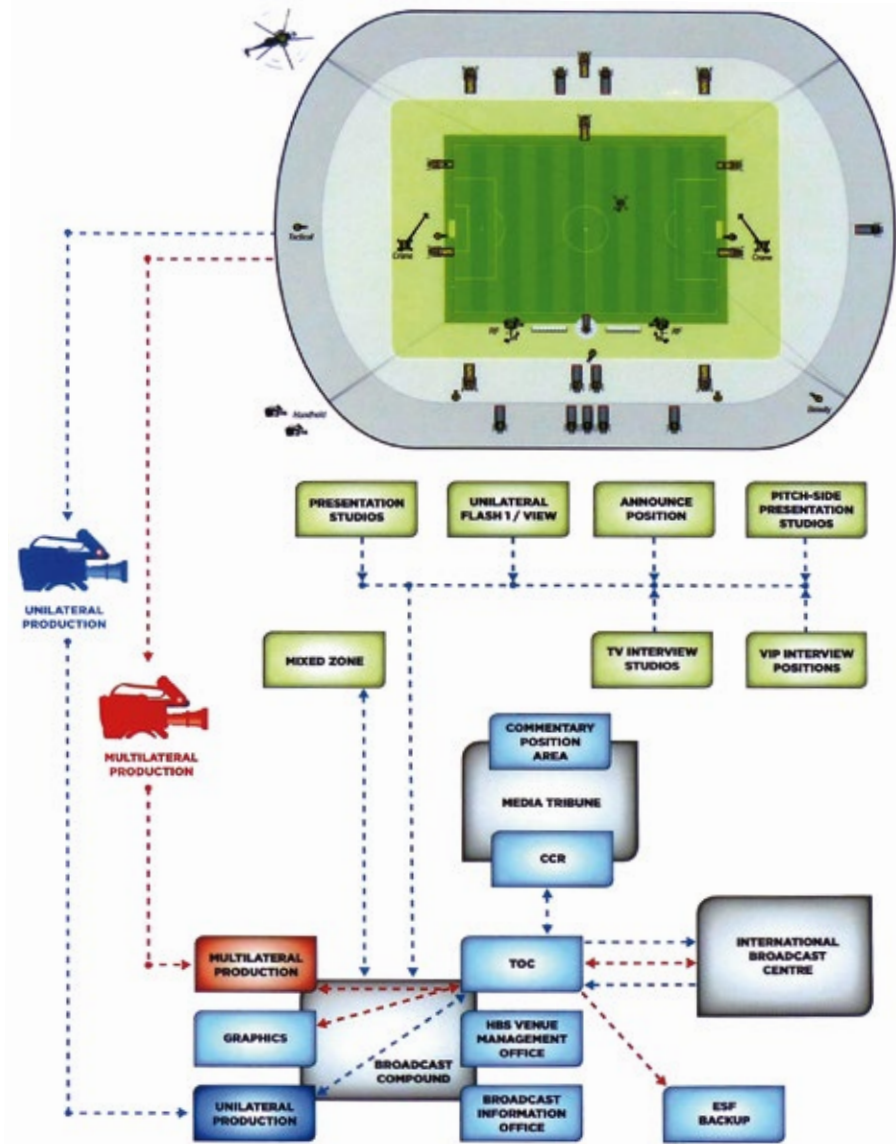 Tactical
Crane
Crane
RF
RF
Handheld
Beauty
PRESENTATION
STUDIOS
UNILATERAL
FLASH 1 / VIEW
ANNOUNCE
POSITION
PITCH-SIDE
PRESENTATION
STUDIOS
UNILATERAL
PRODUCTION
MIXED ZONE
TV INTERVIEW
STUDIOS
VIP INTERVIEW
POSITIONS
MULTILATERAL
PRODUCTION
COMMENTARY
POSITION
AREA
MEDIA TRIBUNE
CCR
MULTILATERAL
PRODUCTION
TOC
INTERNATIONAL
BROADCAST
CENTRE
GRAPHICS
HBS VENUE
MANAGEMENT
OFFICE
BROADCAST
COMPOUND
UNILATERAL
PRODUCTION
BROADCAST
INFORMATION
OFFICE
ESF
BACKUP